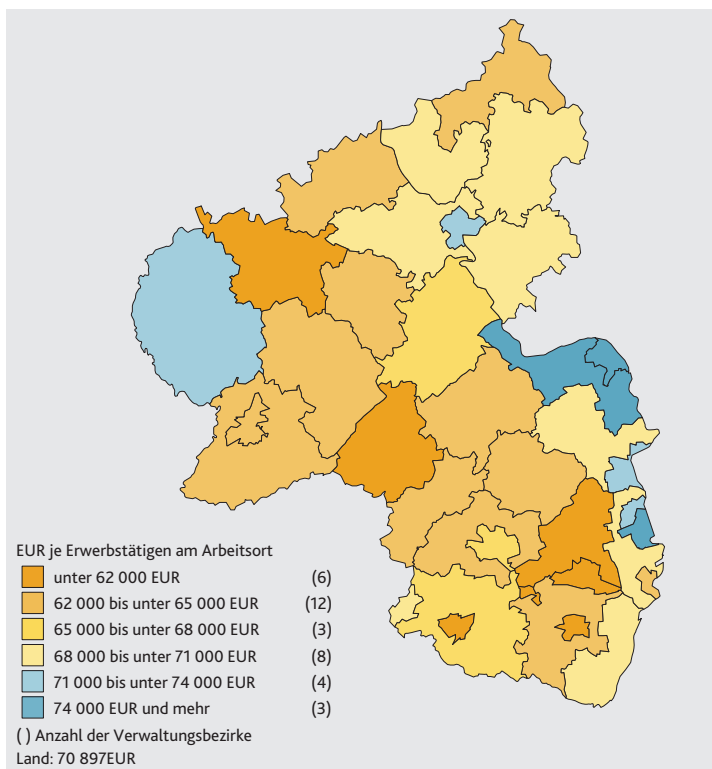 EUR je Erwerbstätigen am Arbeitsort
unter 62 000 EUR (6)
62 000 bis unter 65 000 EUR (12)
65 000 bis unter 68 000 EUR (3)
68 000 bis unter 71 000 EUR (8)
71 000 bis unter 74 000 EUR (4)
74 000 EUR und mehr (3)
( ) Anzahl der Verwaltungsbezirke
Land: 70 897EUR